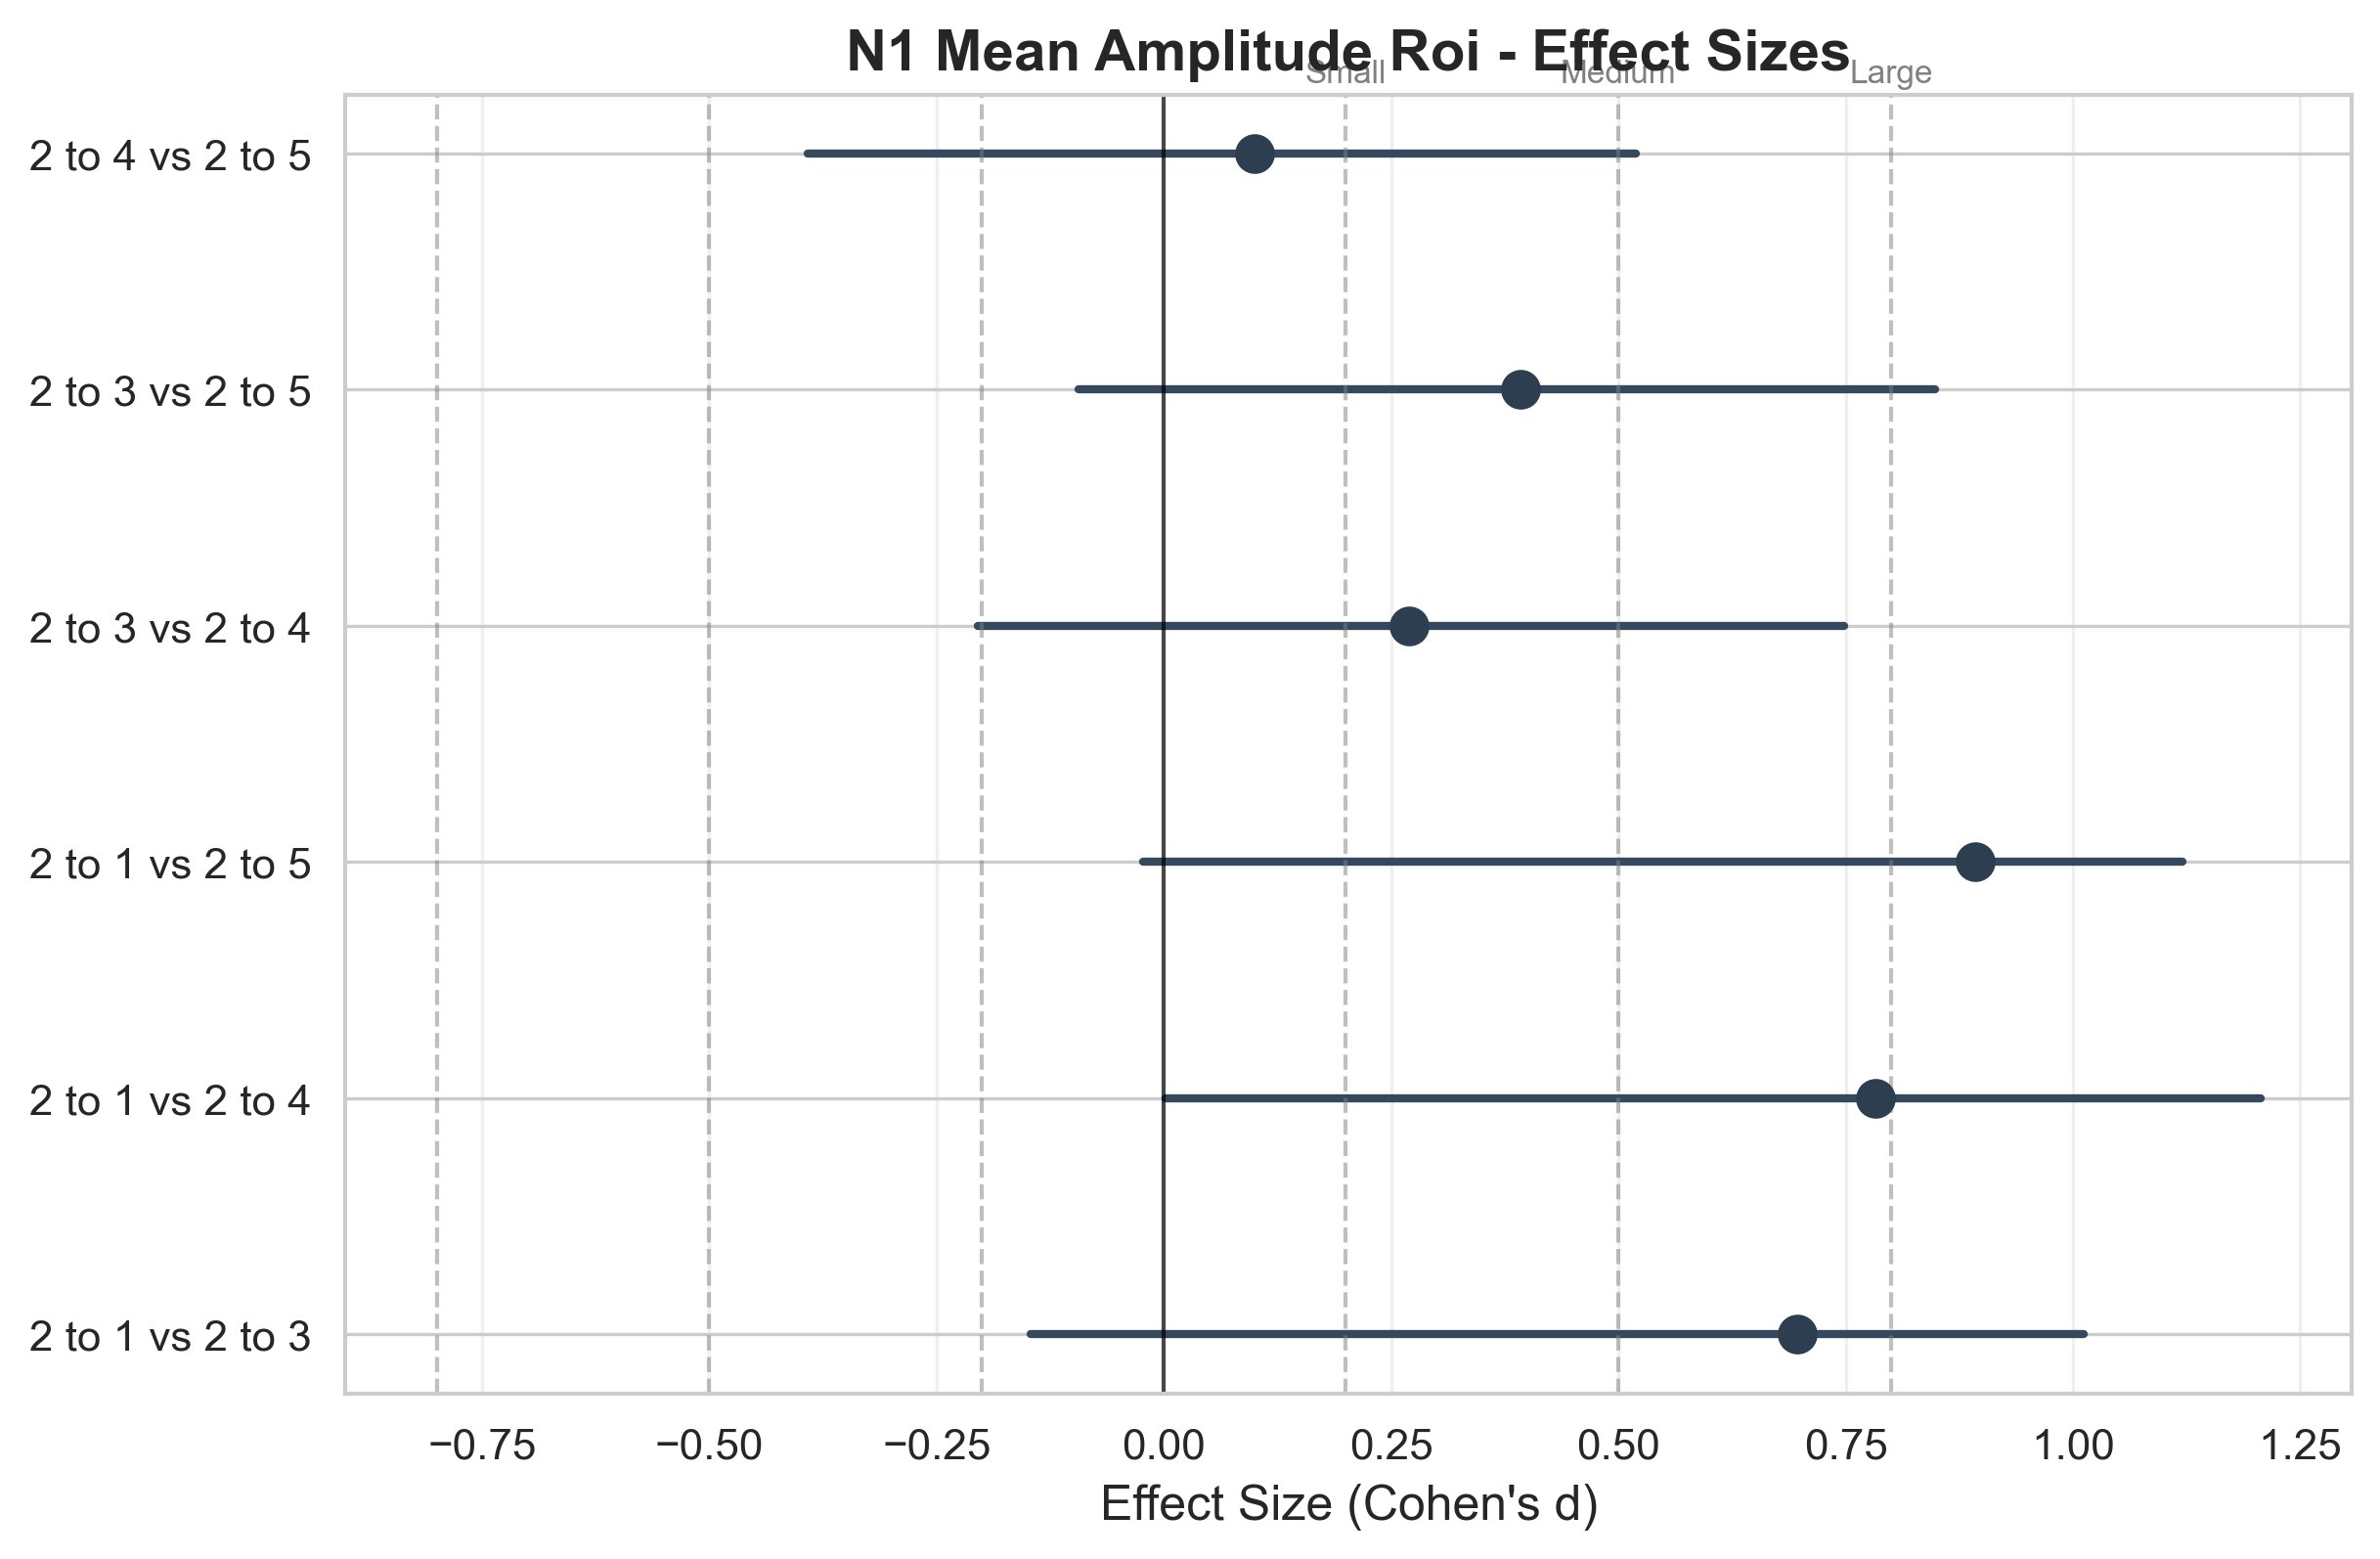 N1 Mean Amplitude Roi - Effect Sizes
Small Medium Large
2 to 4 vs 2 to 5
2 to 3 vs 2 to 5
2 to 3 vs 2 to 4
2 to 1 vs 2 to 5
2 to 1 vs 2 to 4
2 to 1 vs 2 to 3
−0.75 −0.50 −0.25 0.00 0.25 0.50 0.75 1.00 1.25
Effect Size (Cohen's d)